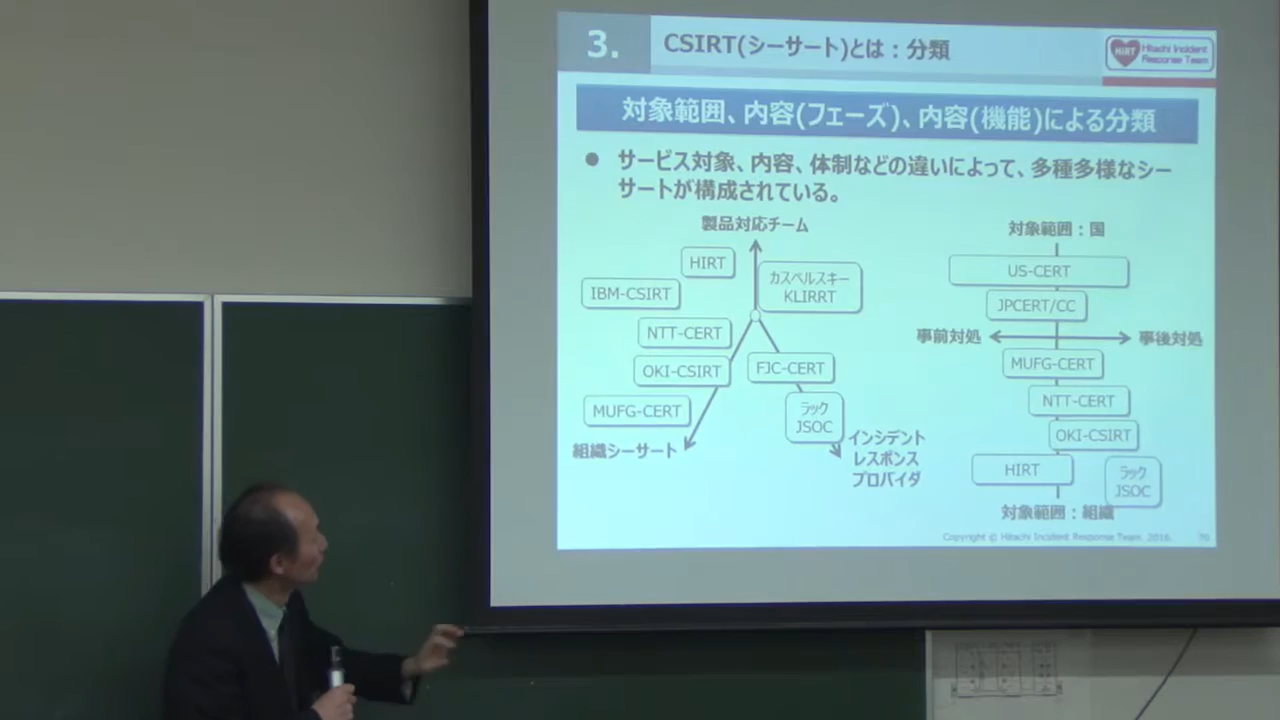 3.
CSIRT(シーサート)とは：分類
HiRT
Hitachi Incident
Response Team
対象範囲、内容(フェーズ)、内容(機能)による分類
● サービス対象、内容、体制などの違いによって、多種多様なシー
サートが構成されている。
製品対応チーム
HIRT
カスペルスキー
KLIRRT
IBM-CSIRT
NTT-CERT
OKI-CSIRT
FJC-CERT
MUFG-CERT
ラック
JSOC
組織シーサート
インシデント
レスポンス
プロバイダ
対象範囲：国
US-CERT
JPCERT/CC
事前対処
事後対処
MUFG-CERT
NTT-CERT
OKI-CSIRT
HIRT
ラック
JSOC
対象範囲：組織
Copyright © Hitachi Incident Response Team. 2016.